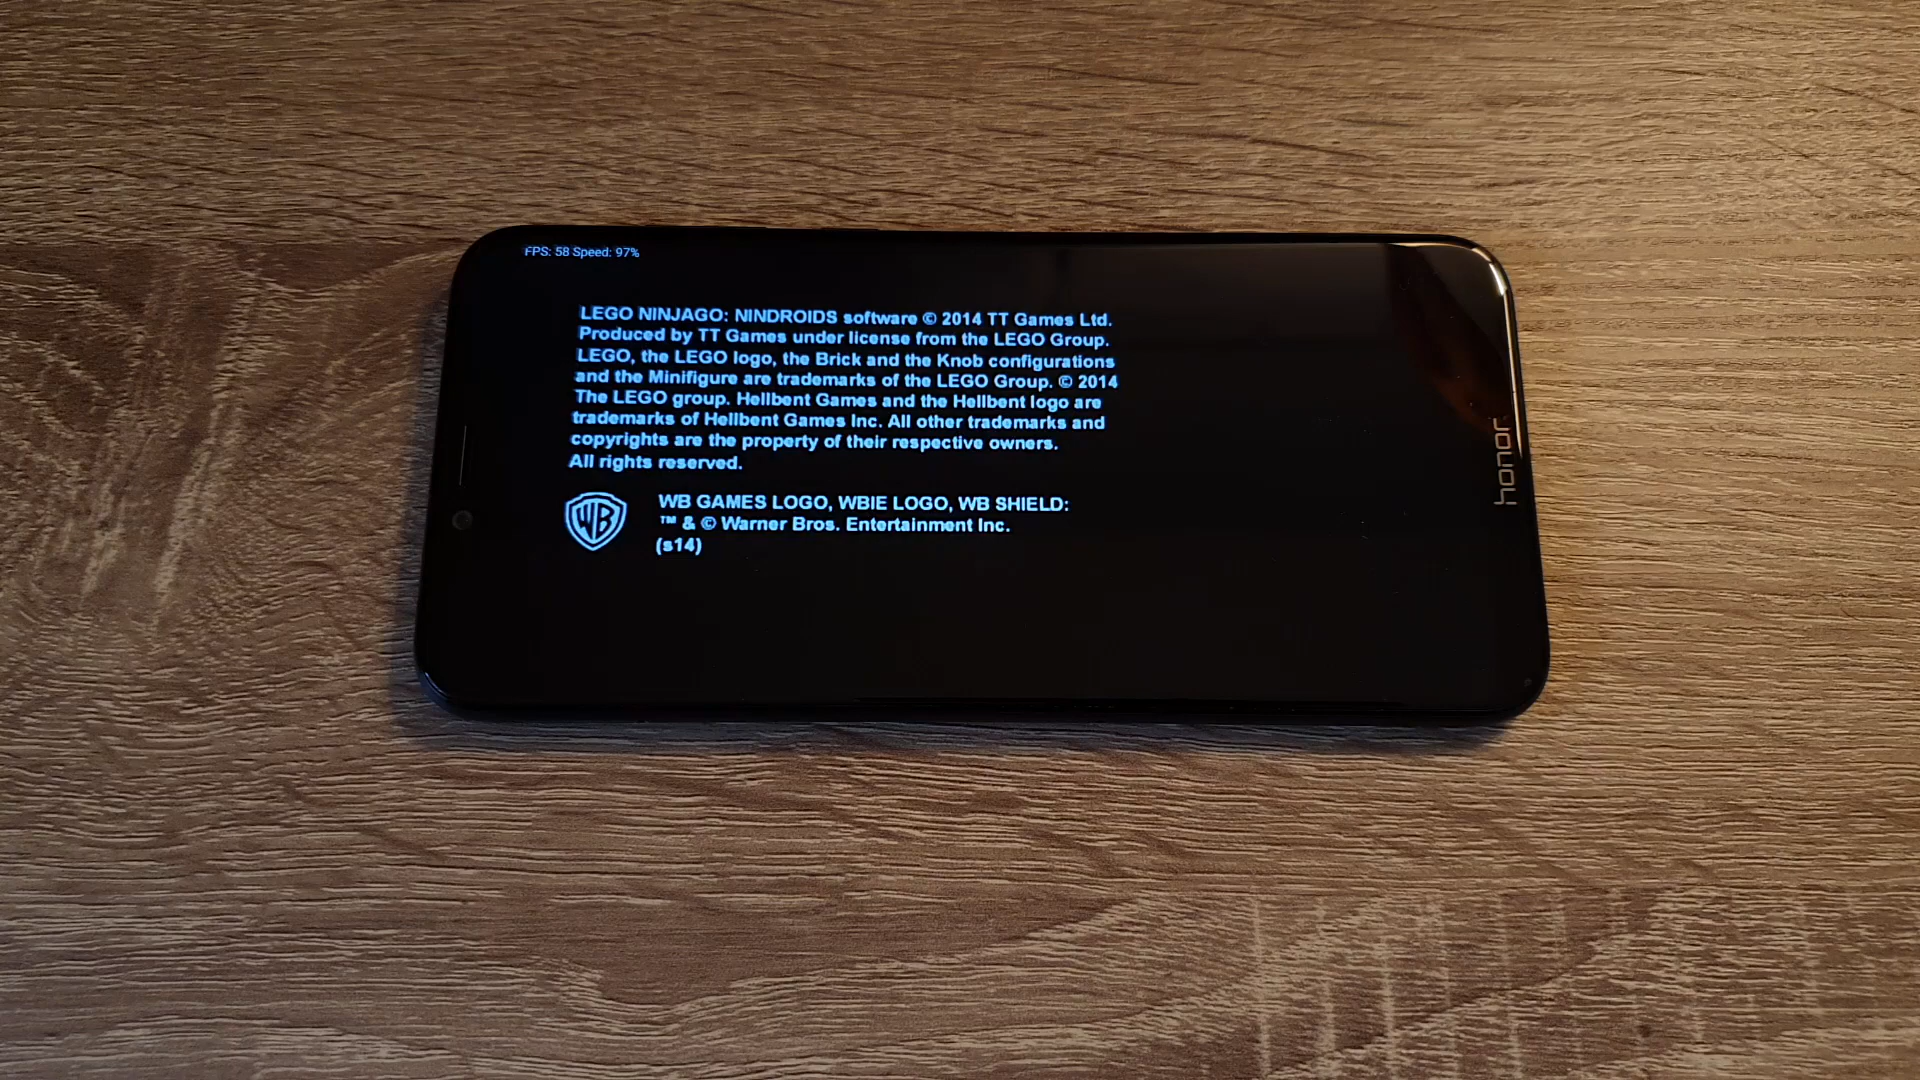 FPS: 58 Speed: 97%
LEGO NINJAGO: NINDROIDS software © 2014 TT Games Ltd.
Produced by TT Games under license from the LEGO Group.
LEGO, the LEGO logo, the Brick and the Knob configurations
and the Minifigure are trademarks of the LEGO Group. © 2014
The LEGO group. Hellbent Games and the Hellbent logo are
trademarks of Hellbent Games Inc. All other trademarks and
copyrights are the property of their respective owners.
All rights reserved.
WB
WB GAMES LOGO, WBIE LOGO, WB SHIELD:
™ & © Warner Bros. Entertainment Inc.
(s14)
honor